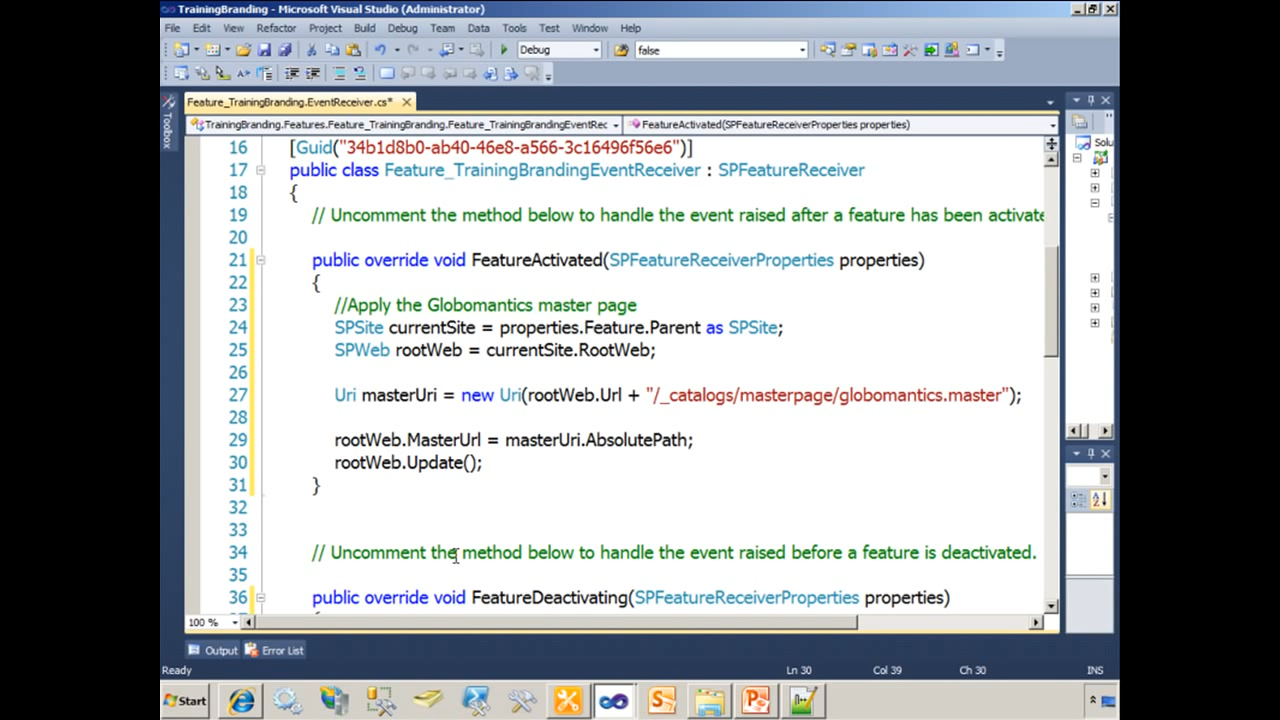 TrainingBranding - Microsoft Visual Studio (Administrator)
File Edit View Refactor Project Build Debug Team Data Tools Test Window Help
Debug false
Toolbox
Feature_TrainingBranding.EventReceiver.cs*
TrainingBranding.Features.Feature_TrainingBranding.Feature_TrainingBrandingEventRec FeatureActivated(SPFeatureReceiverProperties properties)
Solu
16 [Guid("34b1d8b0-ab40-46e8-a566-3c16496f56e6")]
17 public class Feature_TrainingBrandingEventReceiver : SPFeatureReceiver
18 {
19 // Uncomment the method below to handle the event raised after a feature has been activate
20
21 public override void FeatureActivated(SPFeatureReceiverProperties properties)
22 {
23 //Apply the Globomantics master page
24 SPSite currentSite = properties.Feature.Parent as SPSite;
25 SPWeb rootWeb = currentSite.RootWeb;
26
27 Uri masterUri = new Uri(rootWeb.Url + "/_catalogs/masterpage/globomantics.master");
28
29 rootWeb.MasterUrl = masterUri.AbsolutePath;
30 rootWeb.Update();
31 }
32
33
34 // Uncomment the method below to handle the event raised before a feature is deactivated.
35
36 public override void FeatureDeactivating(SPFeatureReceiverProperties properties)
100 %
Output Error List
Ready Ln 30 Col 39 Ch 30 INS
Start